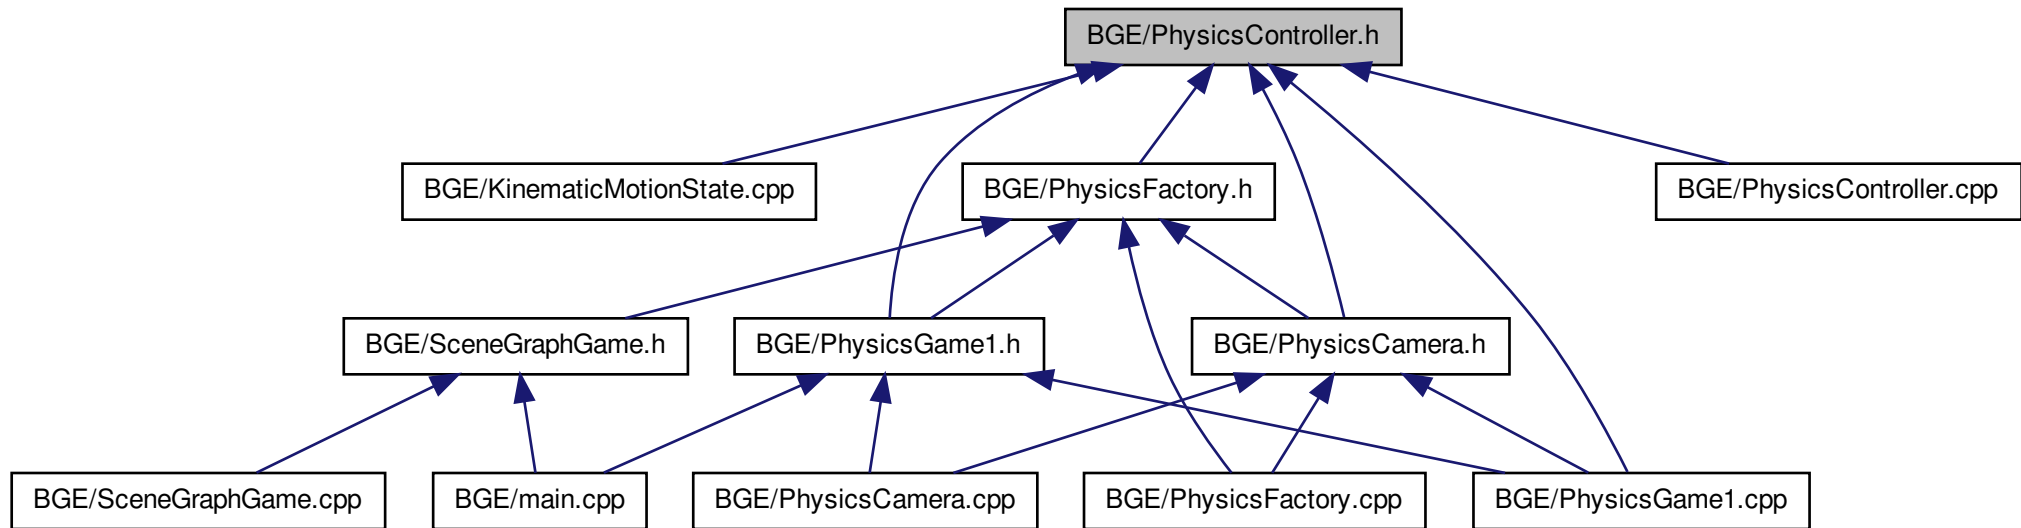 BGE/PhysicsController.h
BGE/KinematicMotionState.cpp
BGE/PhysicsFactory.h
BGE/PhysicsController.cpp
BGE/SceneGraphGame.h
BGE/PhysicsGame1.h
BGE/PhysicsCamera.h
BGE/SceneGraphGame.cpp
BGE/main.cpp
BGE/PhysicsCamera.cpp
BGE/PhysicsFactory.cpp
BGE/PhysicsGame1.cpp